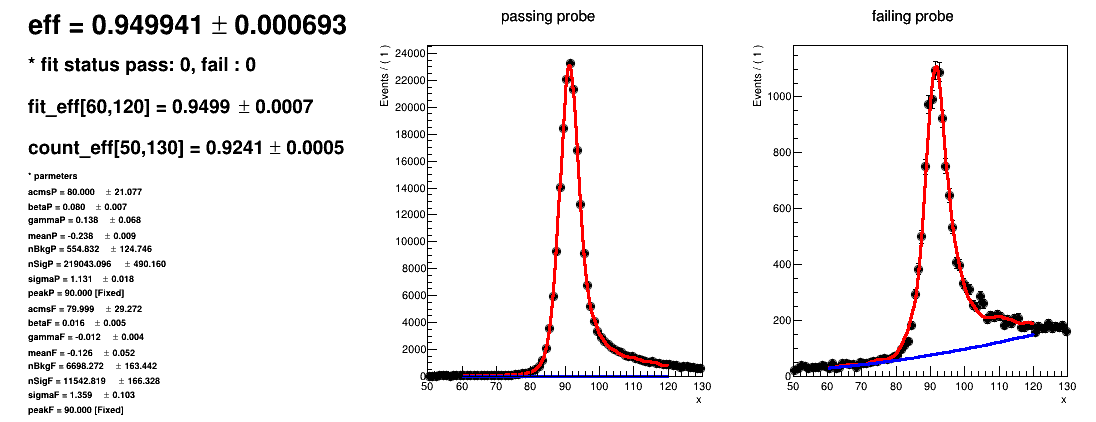 eff = 0.949941 ± 0.000693
* fit status pass: 0, fail : 0
fit_eff[60,120] = 0.9499 ± 0.0007
count_eff[50,130] = 0.9241 ± 0.0005
* parmeters
acmsP = 80.000 ± 21.077
betaP = 0.080 ± 0.007
gammaP = 0.138 ± 0.068
meanP = -0.238 ± 0.009
nBkgP = 554.832 ± 124.746
nSigP = 219043.096 ± 490.160
sigmaP = 1.131 ± 0.018
peakP = 90.000 [Fixed]
acmsF = 79.999 ± 29.272
betaF = 0.016 ± 0.005
gammaF = -0.012 ± 0.004
meanF = -0.126 ± 0.052
nBkgF = 6698.272 ± 163.442
nSigF = 11542.819 ± 166.328
sigmaF = 1.359 ± 0.103
peakF = 90.000 [Fixed]
passing probe
Events / ( 1 )
24000
22000
20000
18000
16000
14000
12000
10000
8000
6000
4000
2000
0
50 60 70 80 90 100 110 120 130
x
failing probe
Events / ( 1 )
1000
800
600
400
200
0
50 60 70 80 90 100 110 120 130
x